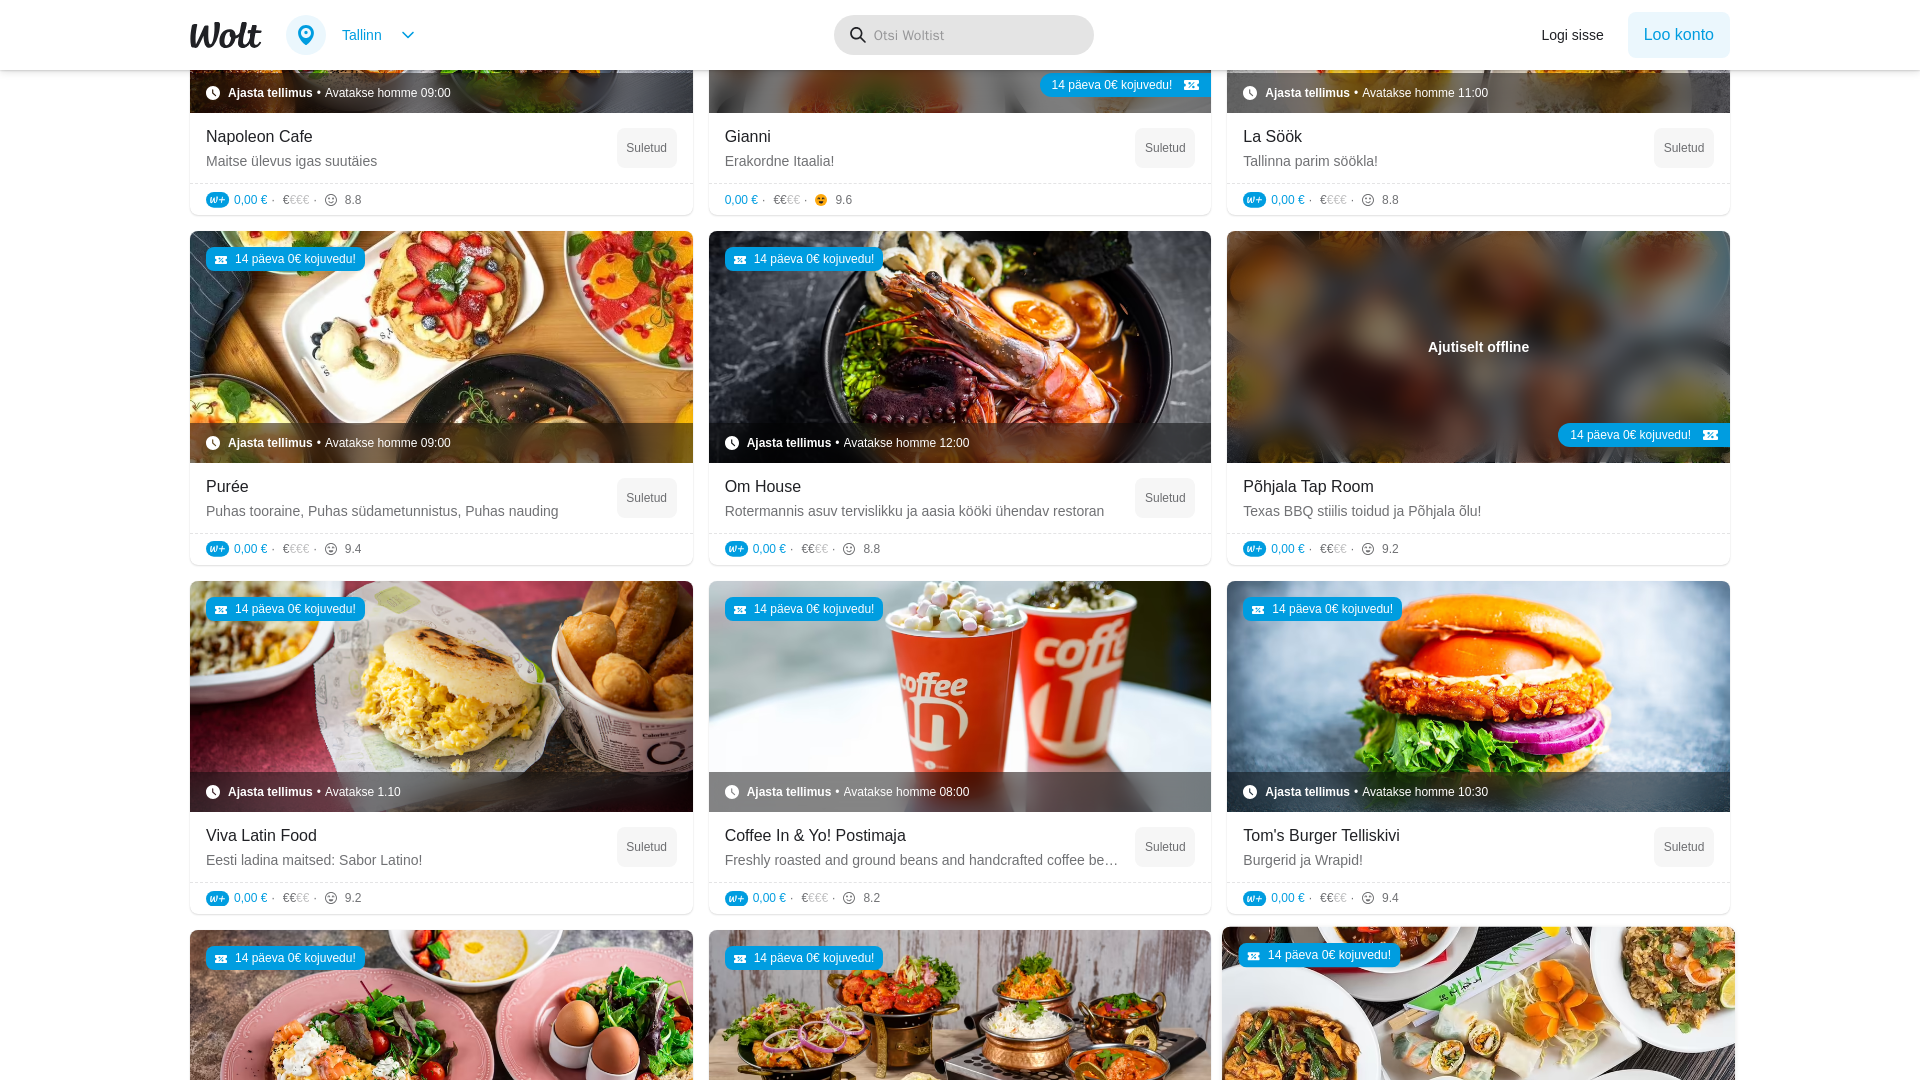 Wolt
Tallinn
Otsi Woltist
Logi sisse
Loo konto
Ajasta tellimus • Avatakse homme 09:00
Napoleon Cafe
Maitse ülevus igas suutäies
Suletud
W+ 0,00 € · €€€€ · 8.8
14 päeva 0€ kojuvedu!
Gianni
Erakordne Itaalia!
Suletud
0,00 € · €€€€ · 9.6
Ajasta tellimus • Avatakse homme 11:00
La Söök
Tallinna parim söökla!
Suletud
W+ 0,00 € · €€€€ · 8.8
14 päeva 0€ kojuvedu!
Ajasta tellimus • Avatakse homme 09:00
Purée
Puhas tooraine, Puhas südametunnistus, Puhas nauding
Suletud
W+ 0,00 € · €€€€ · 9.4
14 päeva 0€ kojuvedu!
Ajasta tellimus • Avatakse homme 12:00
Om House
Rotermannis asuv tervislikku ja aasia kööki ühendav restoran
Suletud
W+ 0,00 € · €€€€ · 8.8
Ajutiselt offline
14 päeva 0€ kojuvedu!
Põhjala Tap Room
Texas BBQ stiilis toidud ja Põhjala õlu!
W+ 0,00 € · €€€€ · 9.2
14 päeva 0€ kojuvedu!
Ajasta tellimus • Avatakse 1.10
Viva Latin Food
Eesti ladina maitsed: Sabor Latino!
Suletud
W+ 0,00 € · €€€€ · 9.2
14 päeva 0€ kojuvedu!
coffee
in
coffe
Ajasta tellimus • Avatakse homme 08:00
Coffee In & Yo! Postimaja
Freshly roasted and ground beans and handcrafted coffee be…
Suletud
W+ 0,00 € · €€€€ · 8.2
14 päeva 0€ kojuvedu!
Ajasta tellimus • Avatakse homme 10:30
Tom's Burger Telliskivi
Burgerid ja Wrapid!
Suletud
W+ 0,00 € · €€€€ · 9.4
14 päeva 0€ kojuvedu!
14 päeva 0€ kojuvedu!
14 päeva 0€ kojuvedu!